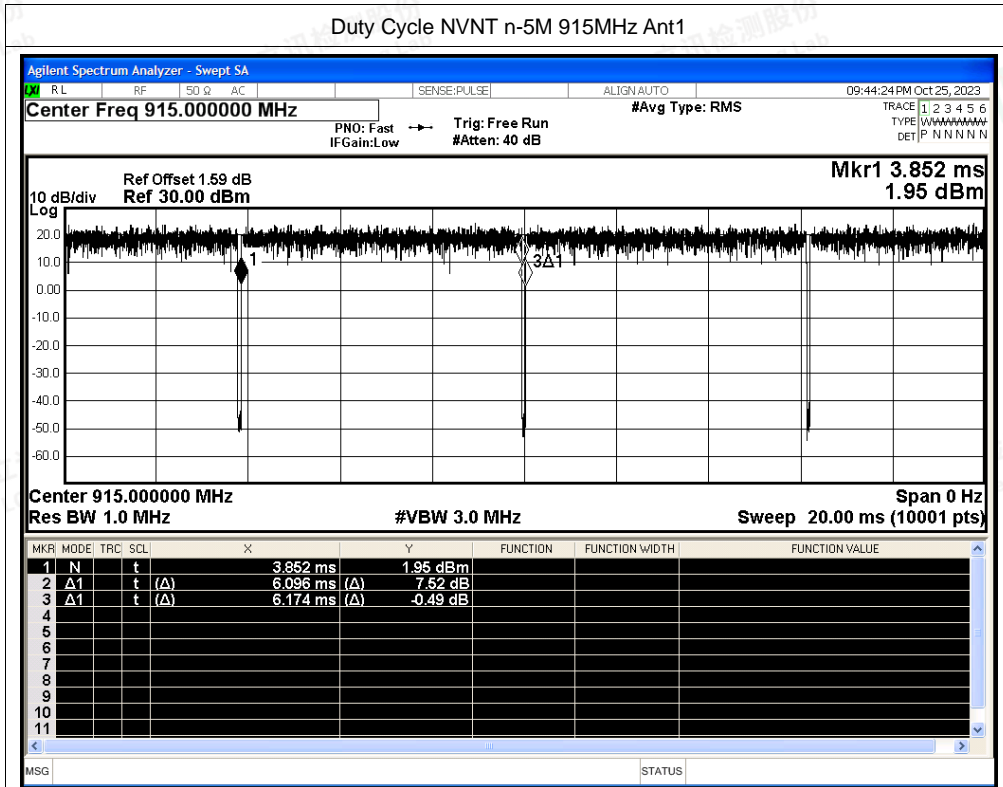 Duty Cycle NVNT n-5M 915MHz Ant1
Agilent Spectrum Analyzer - Swept SA
LXI RL RF 50 Ω AC SENSE:PULSE ALIGN AUTO 09:44:24 PM Oct 25, 2023
Center Freq 915.000000 MHz #Avg Type: RMS TRACE 1 2 3 4 5 6
PNO: Fast Trig: Free Run TYPE WWWWWW
IFGain:Low #Atten: 40 dB DET P N N N N N
Mkr1 3.852 ms
Ref Offset 1.59 dB
10 dB/div Ref 30.00 dBm 1.95 dBm
Log
20.0
10.0
0.00
-10.0
-20.0
-30.0
-40.0
-50.0
-60.0
1
3Δ1
Center 915.000000 MHz Span 0 Hz
Res BW 1.0 MHz #VBW 3.0 MHz Sweep 20.00 ms (10001 pts)
MKR MODE TRC SCL X Y FUNCTION FUNCTION WIDTH FUNCTION VALUE
1 N t 3.852 ms 1.95 dBm
2 Δ1 t (Δ) 6.096 ms (Δ) 7.52 dB
3 Δ1 t (Δ) 6.174 ms (Δ) -0.49 dB
4
5
6
7
8
9
10
11
MSG STATUS